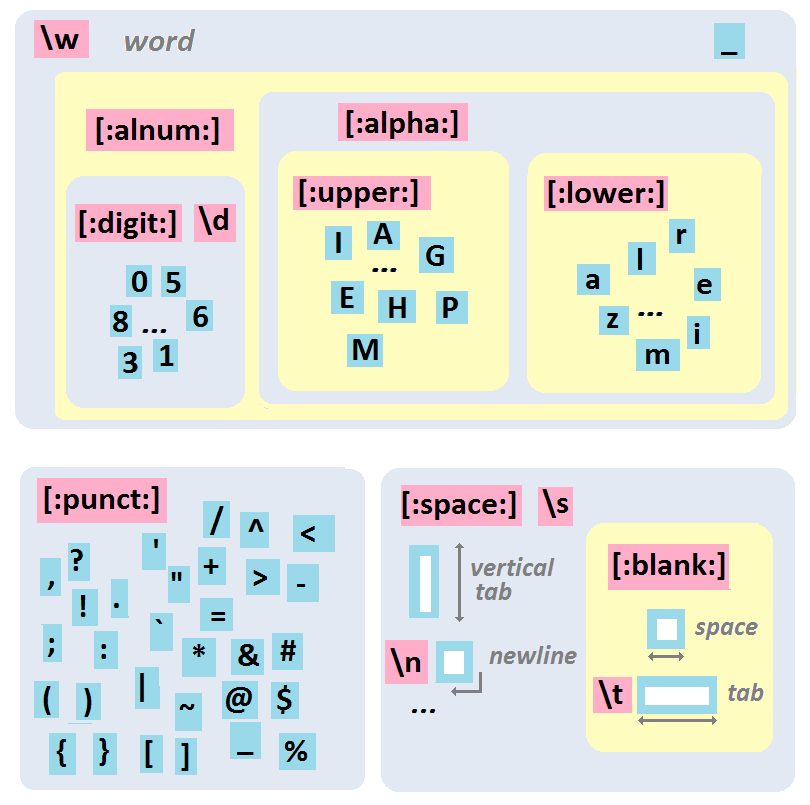 \w word _
[:alnum:] [:alpha:]
[:digit:] \d [:upper:] [:lower:]
I A G
...
E H P
M
r
l
a e
z ... i
m
0 5
8 ... 6
3 1
[:punct:]
/ ^ <
' + > -
, ? "
! . =
; : ` * & #
( ) | ~ @ $
{ } [ ] _ %
[:space:] \s
vertical
tab
\n newline
...
[:blank:]
space
\t tab